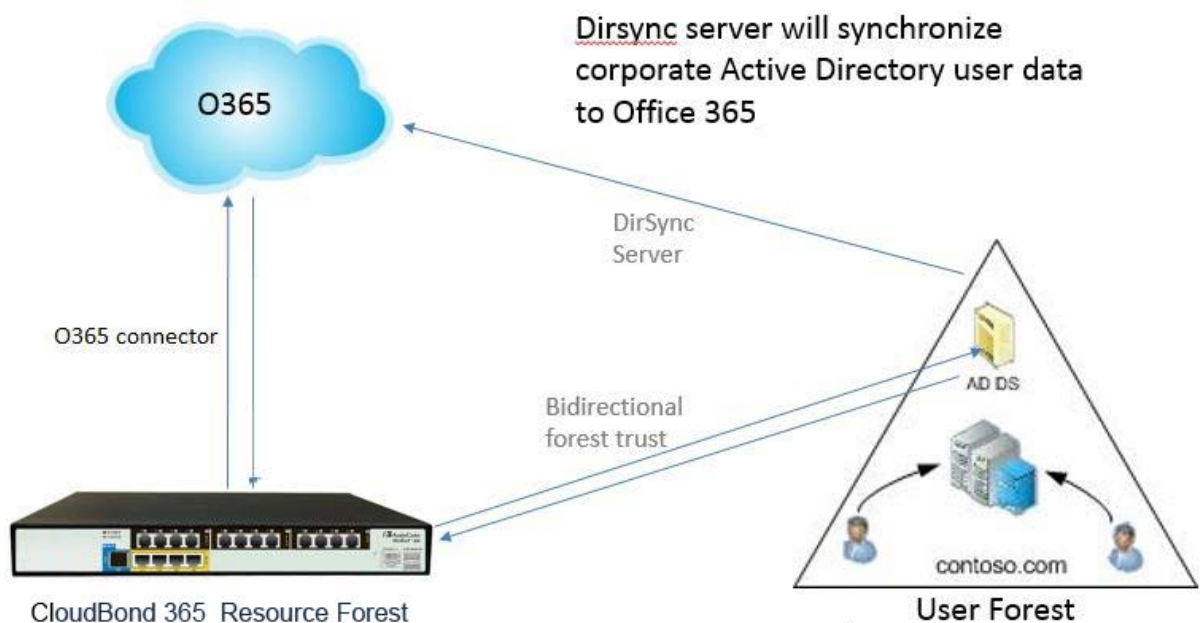 Dirsync server will synchronize
corporate Active Directory user data
to Office 365
O365
DirSync
Server
O365 connector
AD DS
Bidirectional
forest trust
contoso.com
CloudBond 365 Resource Forest
User Forest